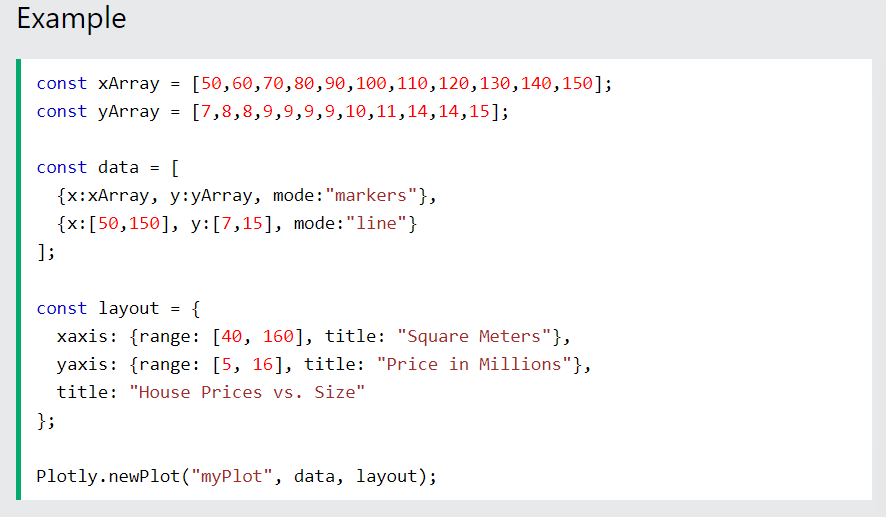 Example
const xArray = [50,60,70,80,90,100,110,120,130,140,150];
const yArray = [7,8,8,9,9,9,9,10,11,14,14,15];

const data = [
  {x:xArray, y:yArray, mode:"markers"},
  {x:[50,150], y:[7,15], mode:"line"}
];

const layout = {
  xaxis: {range: [40, 160], title: "Square Meters"},
  yaxis: {range: [5, 16], title: "Price in Millions"},
  title: "House Prices vs. Size"
};

Plotly.newPlot("myPlot", data, layout);